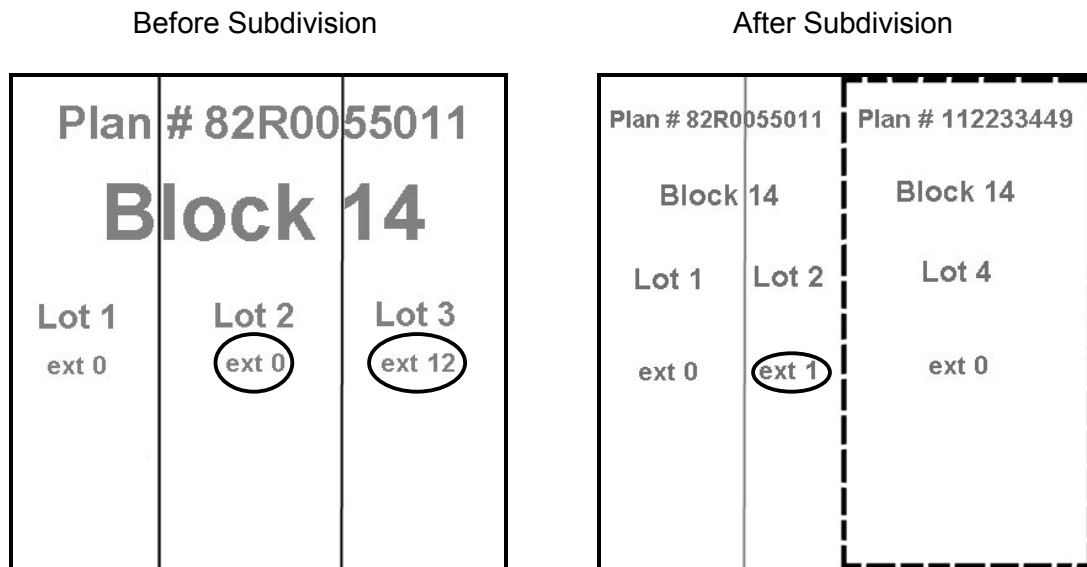 Before Subdivision
Plan # 82R0055011
Block 14
Lot 1 Lot 2 Lot 3
ext 0 ext 0 ext 12
After Subdivision
Plan # 82R0055011 Plan # 112233449
Block 14 Block 14
Lot 1 Lot 2 Lot 4
ext 0 ext 1 ext 0